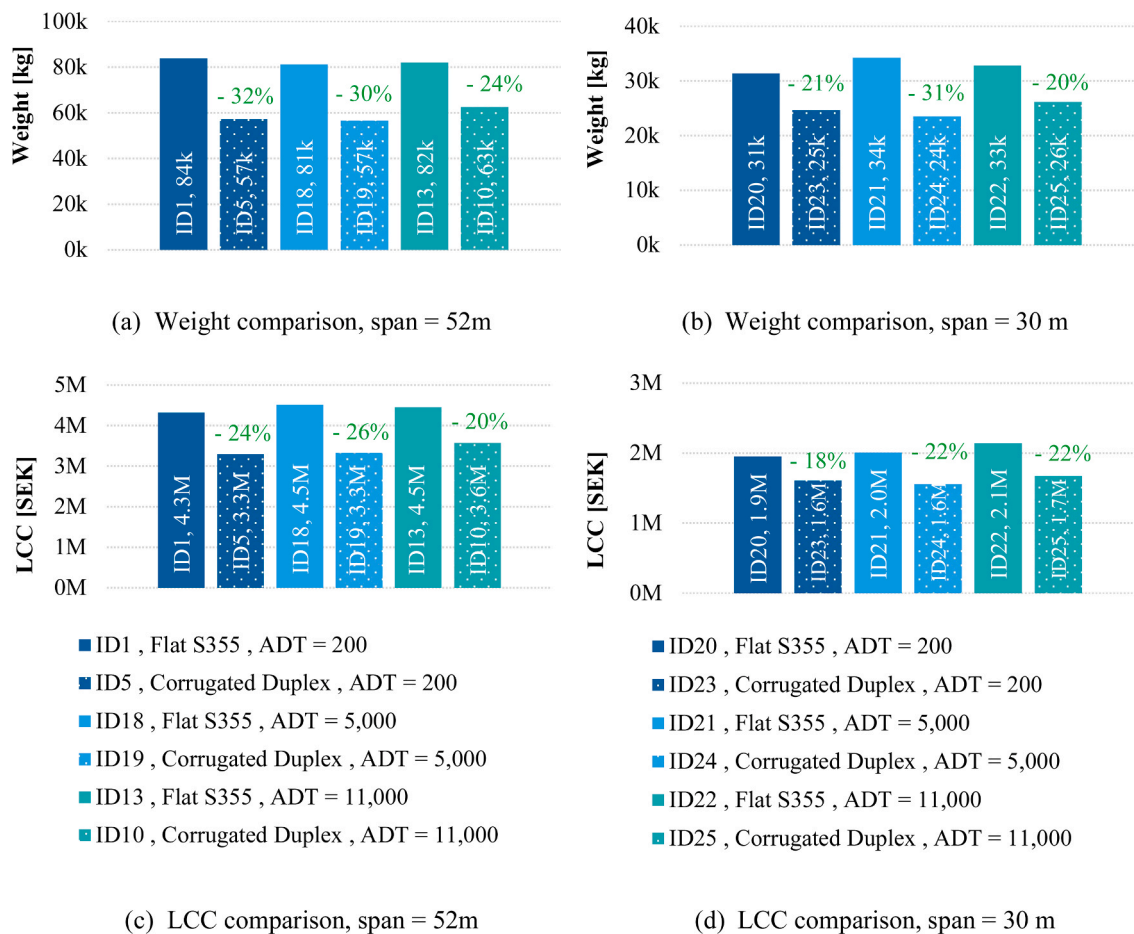 Weight [kg]
100k
80k
60k
40k
20k
0k
- 32%
- 30%
- 24%
ID1, 84k
ID5, 57k
ID18, 81k
ID19, 57k
ID13, 82k
ID10, 63k
(a) Weight comparison, span = 52m
Weight [kg]
40k
30k
20k
10k
0k
- 21%
- 31%
- 20%
ID20, 31k
ID23, 25k
ID21, 34k
ID24, 24k
ID22, 33k
ID25, 26k
(b) Weight comparison, span = 30 m
LCC [SEK]
5M
4M
3M
2M
1M
0M
- 24%
- 26%
- 20%
ID1, 4.3M
ID5, 3.3M
ID18, 4.5M
ID19, 3.3M
ID13, 4.5M
ID10, 3.6M
ID1 , Flat S355 , ADT = 200
ID5 , Corrugated Duplex , ADT = 200
ID18 , Flat S355 , ADT = 5,000
ID19 , Corrugated Duplex , ADT = 5,000
ID13 , Flat S355 , ADT = 11,000
ID10 , Corrugated Duplex , ADT = 11,000
(c) LCC comparison, span = 52m
LCC [SEK]
3M
2M
1M
0M
- 18%
- 22%
- 22%
ID20, 1.9M
ID23, 1.6M
ID21, 2.0M
ID24, 1.6M
ID22, 2.1M
ID25, 1.7M
ID20 , Flat S355 , ADT = 200
ID23 , Corrugated Duplex , ADT = 200
ID21 , Flat S355 , ADT = 5,000
ID24 , Corrugated Duplex , ADT = 5,000
ID22 , Flat S355 , ADT = 11,000
ID25 , Corrugated Duplex , ADT = 11,000
(d) LCC comparison, span = 30 m